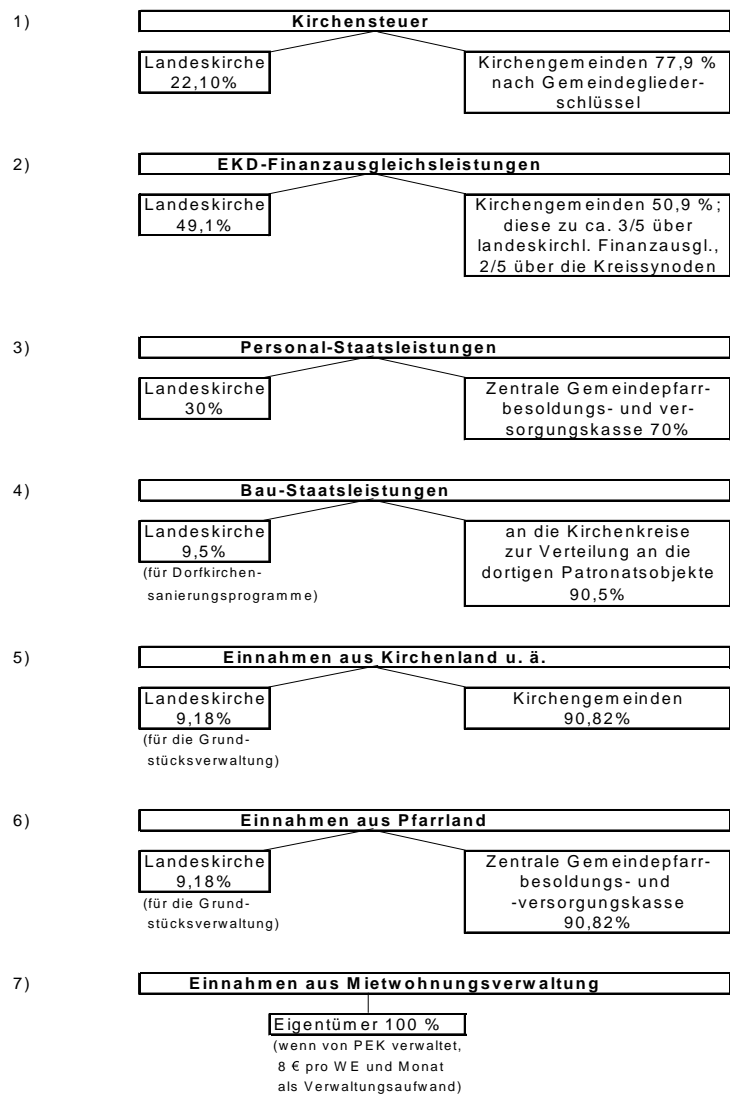 1)
Kirchensteuer
Landeskirche
22,10%
Kirchengemeinden 77,9 %
nach Gemeindeglieder-
schlüssel
2)
EKD-Finanzausgleichsleistungen
Landeskirche
49,1%
Kirchengemeinden 50,9 %;
diese zu ca. 3/5 über
landeskirchl. Finanzausgl.,
2/5 über die Kreissynoden
3)
Personal-Staatsleistungen
Landeskirche
30%
Zentrale Gemeindepfarr-
besoldungs- und ver-
sorgungskasse 70%
4)
Bau-Staatsleistungen
Landeskirche
9,5%
(für Dorfkirchen-
sanierungsprogramme)
an die Kirchenkreise
zur Verteilung an die
dortigen Patronatsobjekte
90,5%
5)
Einnahmen aus Kirchenland u. ä.
Landeskirche
9,18%
(für die Grund-
stücksverwaltung)
Kirchengemeinden
90,82%
6)
Einnahmen aus Pfarrland
Landeskirche
9,18%
(für die Grund-
stücksverwaltung)
Zentrale Gemeindepfarr-
besoldungs- und
-versorgungskasse
90,82%
7)
Einnahmen aus Mietwohnungsverwaltung
Eigentümer 100 %
(wenn von PEK verwaltet,
8 € pro WE und Monat
als Verwaltungsaufwand)